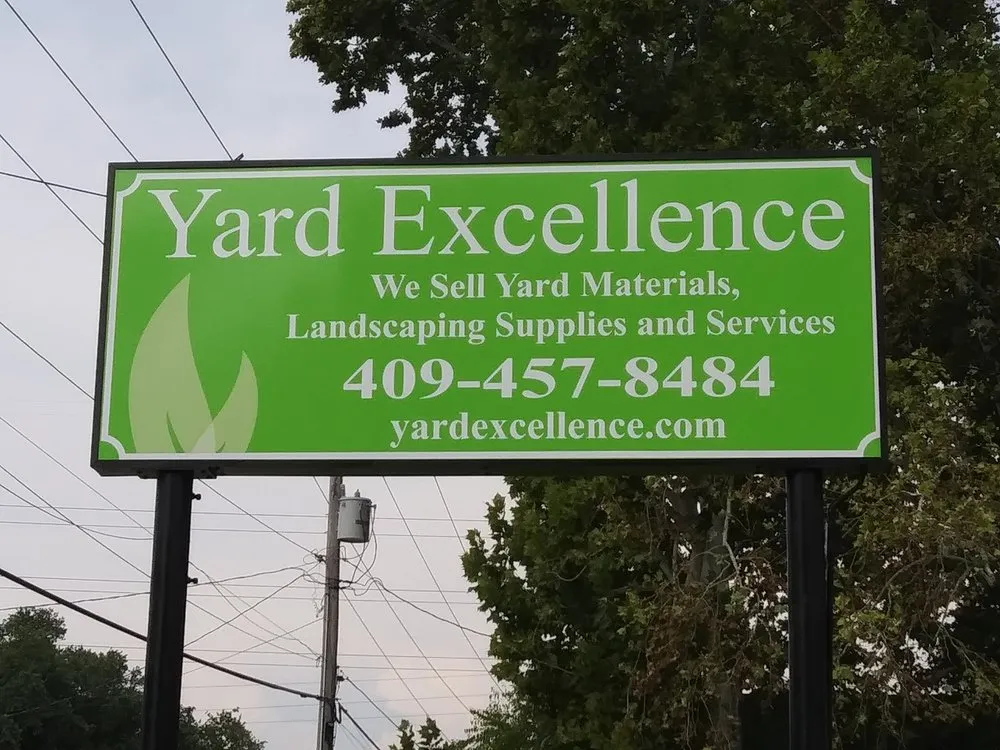 Yard Excellence
We Sell Yard Materials,
Landscaping Supplies and Services
409-457-8484
yardexcellence.com